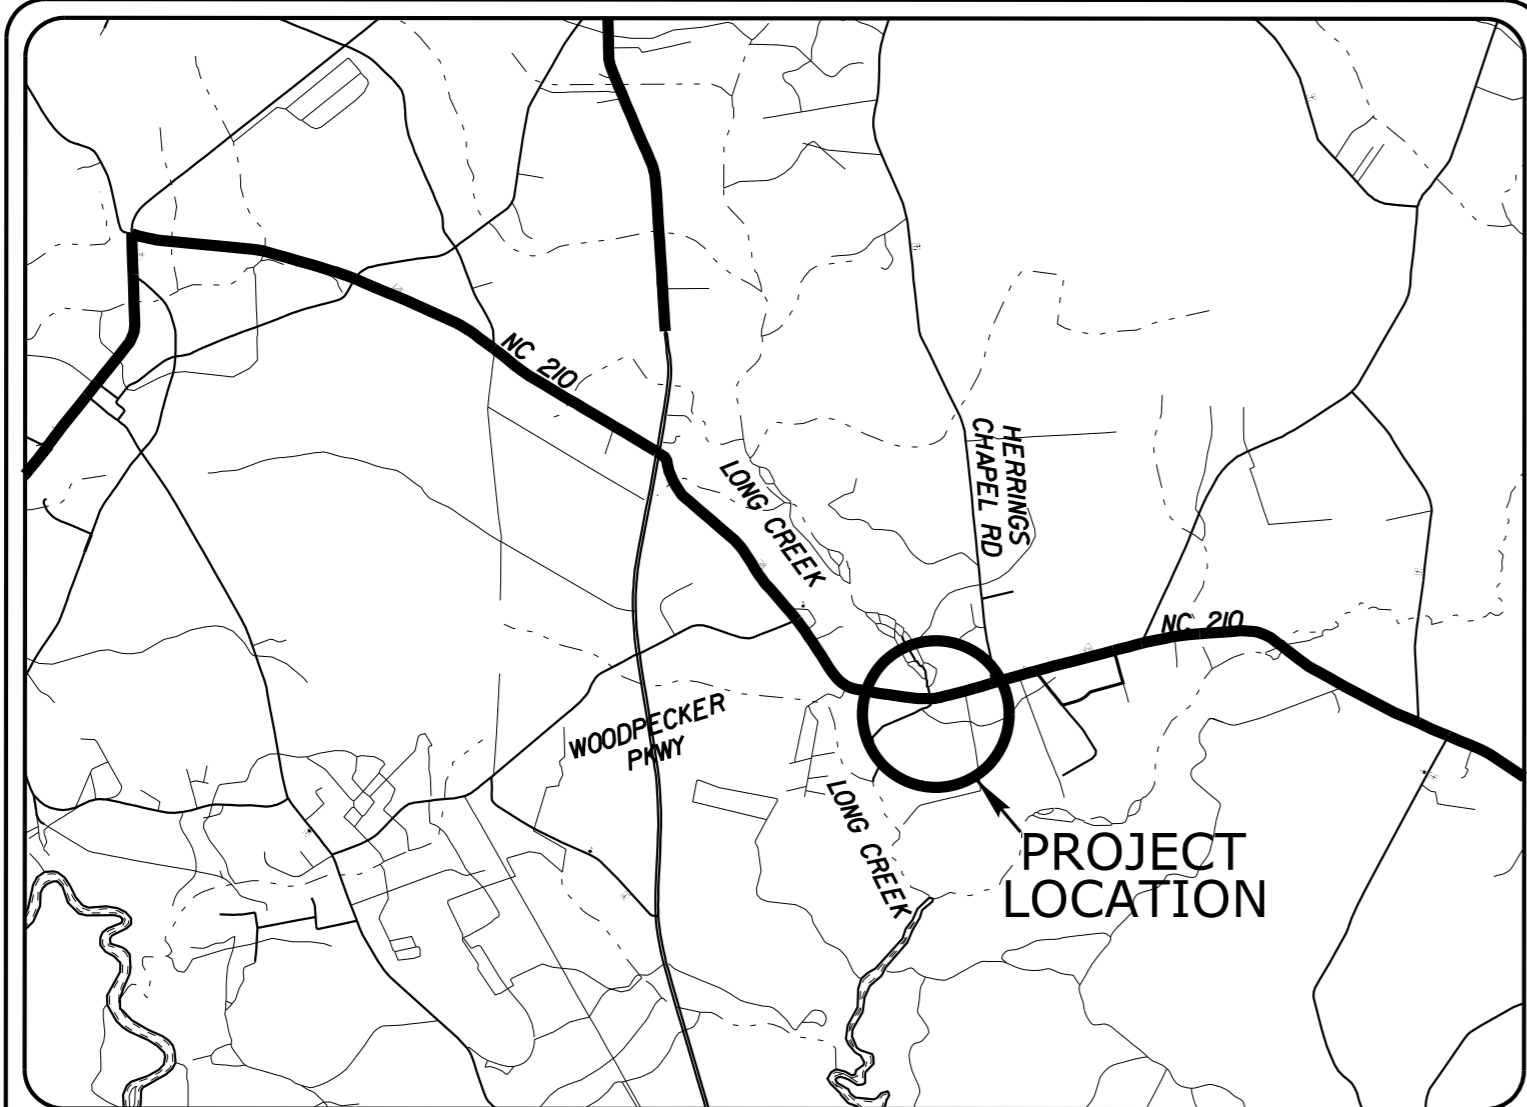 NC 210
LONG CREEK
HERRINGS
CHAPEL RD
NC 210
WOODPECKER
PKWY
LONG CREEK
PROJECT
LOCATION